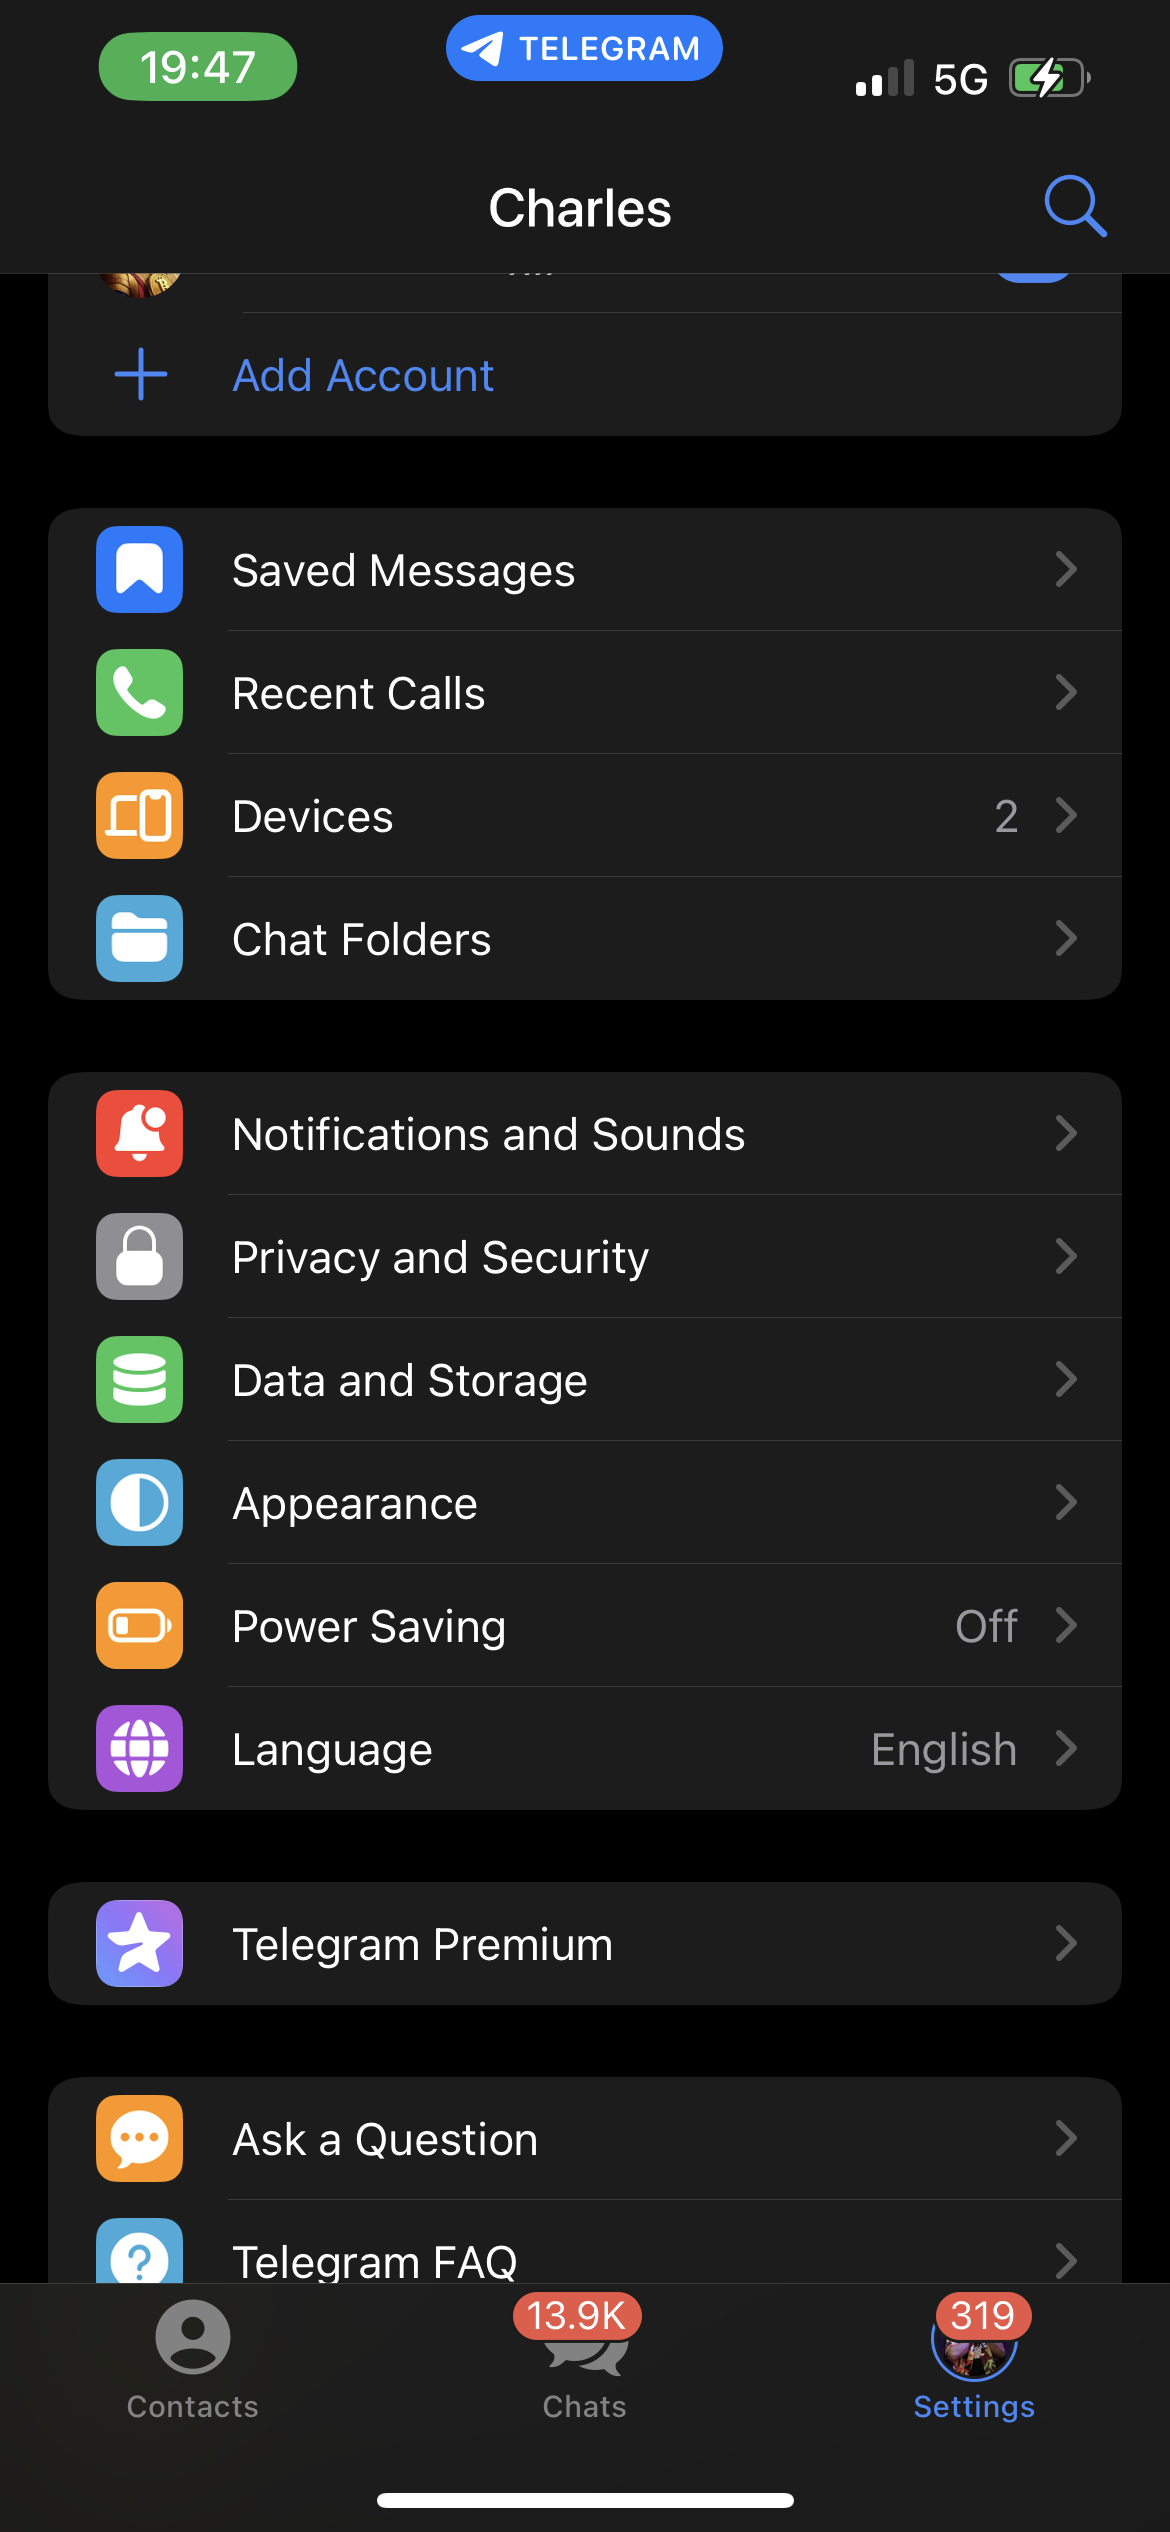 19:47
TELEGRAM
5G
Charles
Add Account
Saved Messages
Recent Calls
Devices 2
Chat Folders
Notifications and Sounds
Privacy and Security
Data and Storage
Appearance
Power Saving Off
Language English
Telegram Premium
Ask a Question
Telegram FAQ
13.9K 319
Contacts Chats Settings